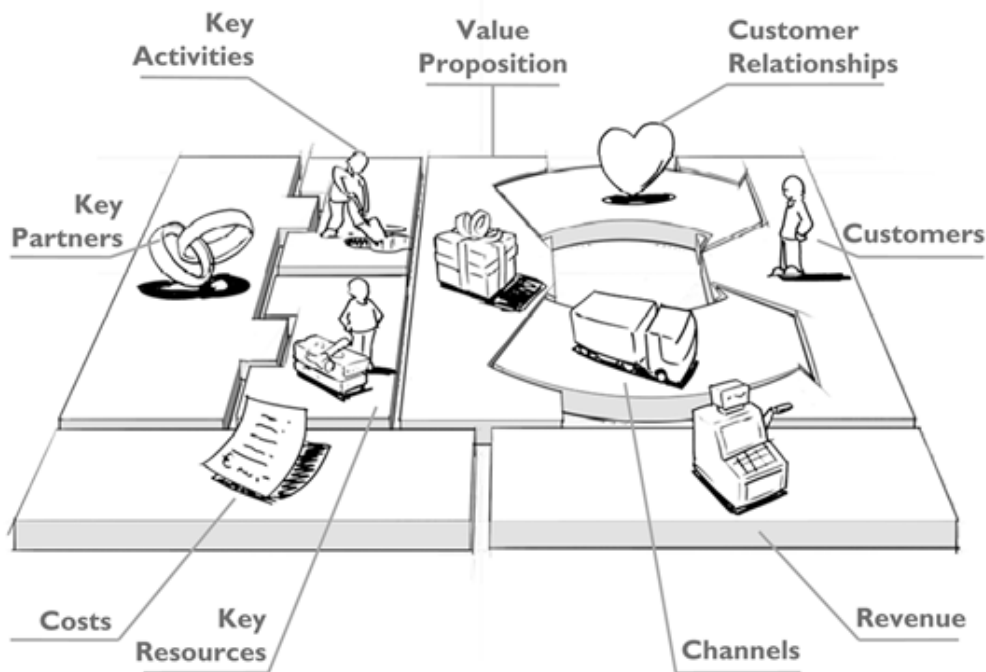 Key
Activities
Value
Proposition
Customer
Relationships
Key
Partners
Customers
Costs
Key
Resources
Channels
Revenue